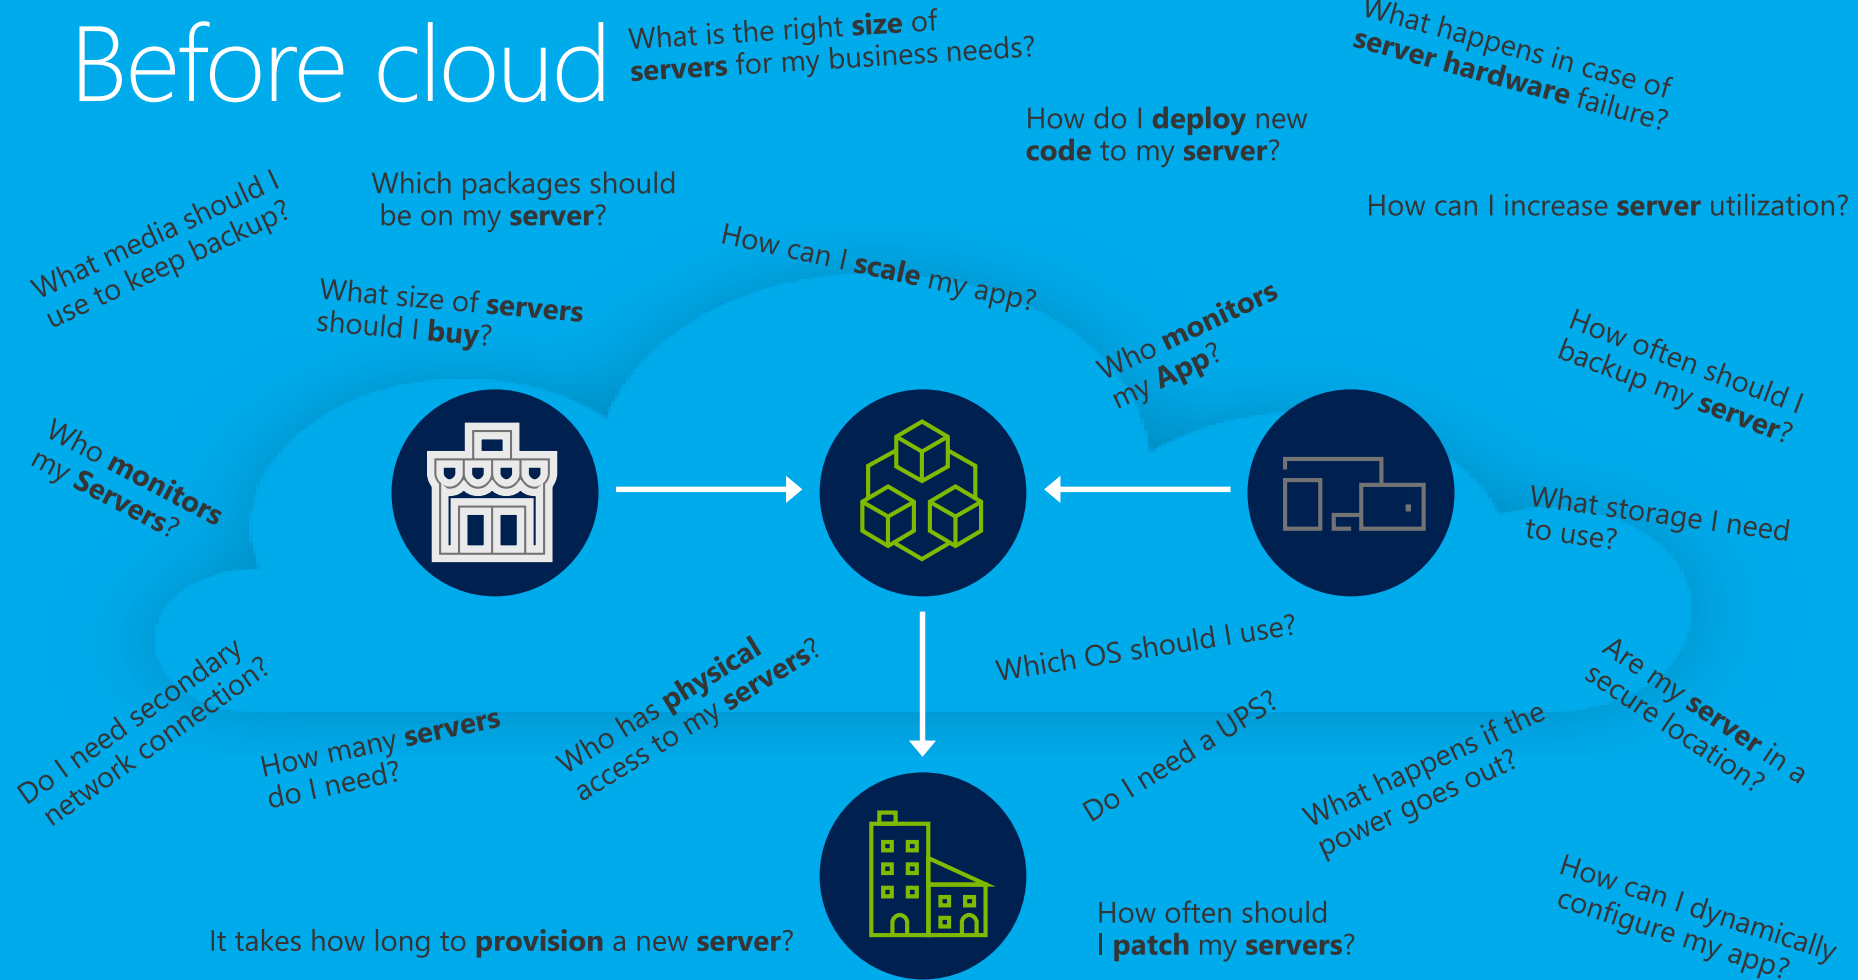 Before cloud
What is the right size of
servers for my business needs?
What happens in case of
server hardware failure?
How do I deploy new
code to my server?
What media should I
use to keep backup?
Which packages should
be on my server?
How can I increase server utilization?
How can I scale my app?
What size of servers
should I buy?
Who monitors
my App?
How often should I
backup my server?
Who monitors
my Servers?
What storage I need
to use?
Do I need secondary
network connection?
How many servers
do I need?
Who has physical
access to my servers?
Which OS should I use?
Do I need a UPS?
What happens if the
power goes out?
Are my server in a
secure location?
It takes how long to provision a new server?
How often should
I patch my servers?
How can I dynamically
configure my app?